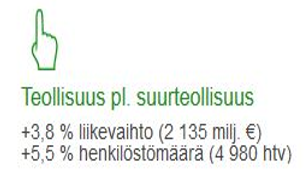 Teollisuus pl. suurteollisuus
+3,8 % liikevaihto (2 135 milj. €)
+5,5 % henkilöstömäärä (4 980 htv)